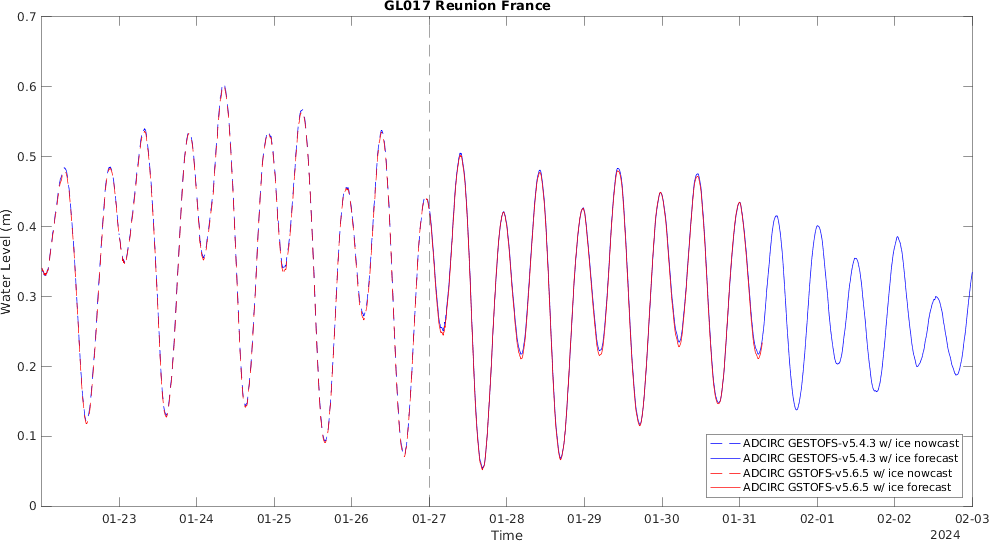 GL017 Reunion France
0.7
0.6
0.5
0.4
0.3
0.2
0.1
0
Water Level (m)
01-23 01-24 01-25 01-26 01-27 01-28 01-29 01-30 01-31 02-01 02-02 02-03
Time
2024
ADCIRC GESTOFS-v5.4.3 w/ ice nowcast
ADCIRC GESTOFS-v5.4.3 w/ ice forecast
ADCIRC GSTOFS-v5.6.5 w/ ice nowcast
ADCIRC GSTOFS-v5.6.5 w/ ice forecast